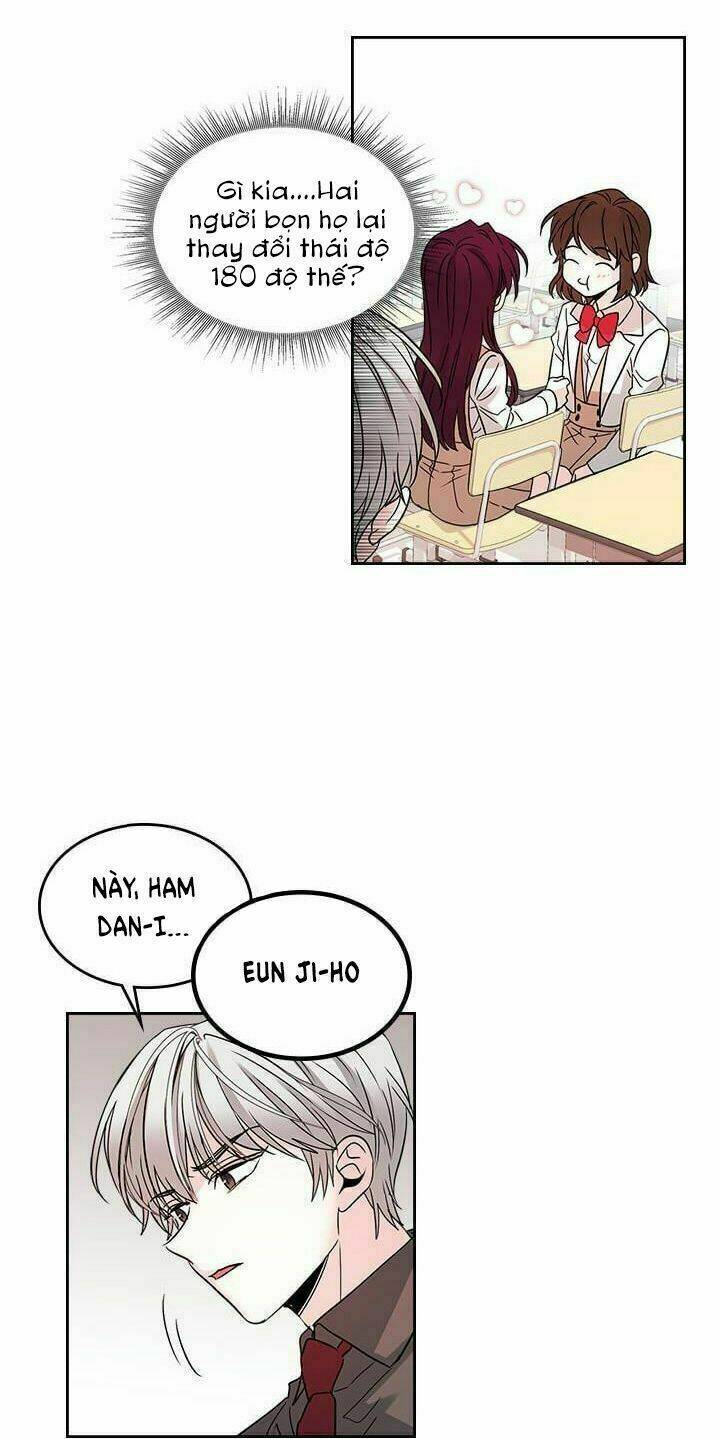 Gì kia....Hai
người bọn họ lại
thay đổi thái độ
180 độ thế?
NÀY, HAM
DAN-I...
EUN JI-HO